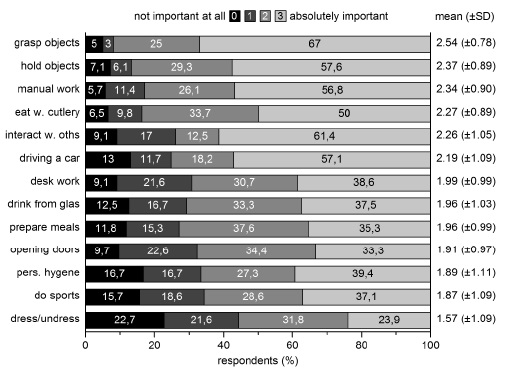 not important at all 0 1 2 3 absolutely important mean (±SD)
grasp objects 5 3 25 67 2.54 (±0.78)
hold objects 7,1 6,1 29,3 57,6 2.37 (±0.89)
manual work 5,7 11,4 26,1 56,8 2.34 (±0.90)
eat w. cutlery 6,5 9,8 33,7 50 2.27 (±0.89)
interact w. oths 9,1 17 12,5 61,4 2.26 (±1.05)
driving a car 13 11,7 18,2 57,1 2.19 (±1.09)
desk work 9,1 21,6 30,7 38,6 1.99 (±0.99)
drink from glas 12,5 16,7 33,3 37,5 1.96 (±1.03)
prepare meals 11,8 15,3 37,6 35,3 1.96 (±0.99)
opening doors 9,7 22,6 34,4 33,3 1.91 (±0.97)
pers. hygene 16,7 16,7 27,3 39,4 1.89 (±1.11)
do sports 15,7 18,6 28,6 37,1 1.87 (±1.09)
dress/undress 22,7 21,6 31,8 23,9 1.57 (±1.09)
0 20 40 60 80 100
respondents (%)